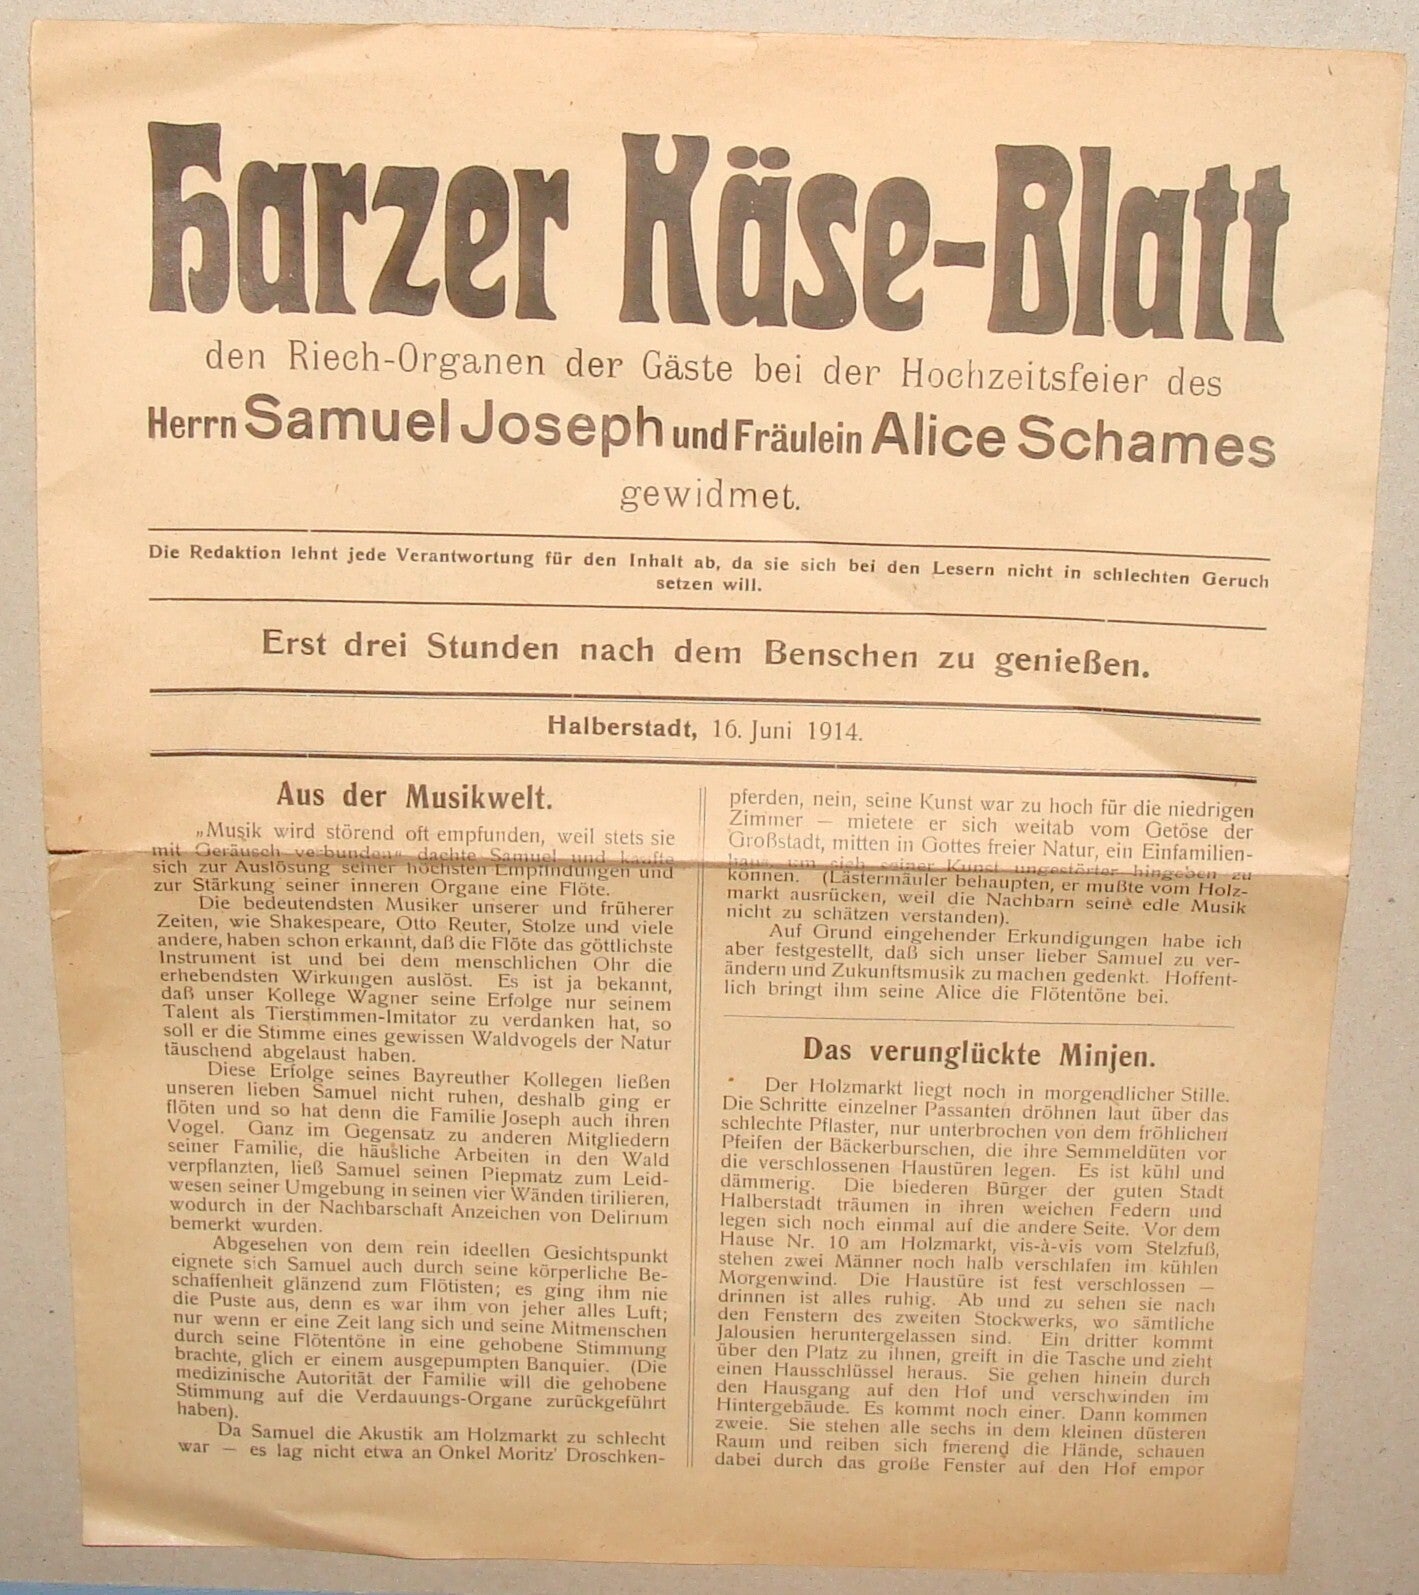 Harzer Käse-Blatt
den Riech-Organen der Gäste bei der Hochzeitsfeier des
Herrn Samuel Joseph und Fräulein Alice Schames
gewidmet.
Die Redaktion lehnt jede Verantwortung für den Inhalt ab, da sie sich bei den Lesern nicht in schlechten Geruch
setzen will.
Erst drei Stunden nach dem Benschen zu genießen.
Halberstadt, 16. Juni 1914.
Aus der Musikwelt.
„Musik wird störend oft empfunden, weil stets sie
mit Geräusch verbunden“ dachte Samuel und kaufte
sich zur Auslösung seiner höchsten Empfindungen und
zur Stärkung seiner inneren Organe eine Flöte.
Die bedeutendsten Musiker unserer und früherer
Zeiten, wie Shakespeare, Otto Reuter, Stolze und viele
andere, haben schon erkannt, daß die Flöte das göttlichste
Instrument ist und bei dem menschlichen Ohr die
erhebendsten Wirkungen auslöst. Es ist ja bekannt,
daß unser Kollege Wagner seine Erfolge nur seinem
Talent als Tierstimmen-Imitator zu verdanken hat, so
soll er die Stimme eines gewissen Waldvogels der Natur
täuschend abgelaust haben.
Diese Erfolge seines Bayreuther Kollegen ließen
unseren lieben Samuel nicht ruhen, deshalb ging er
flöten und so hat denn die Familie Joseph auch ihren
Vogel. Ganz im Gegensatz zu anderen Mitgliedern
seiner Familie, die häusliche Arbeiten in den Wald
verpflanzten, ließ Samuel seinen Piepmatz zum Leid-
wesen seiner Umgebung in seinen vier Wänden tirilieren,
wodurch in der Nachbarschaft Anzeichen von Delirium
bemerkt wurden.
Abgesehen von dem rein ideellen Gesichtspunkt
eignete sich Samuel auch durch seine körperliche Be-
schaffenheit glänzend zum Flötisten; es ging ihm nie
die Puste aus, denn es war ihm von jeher alles Luft;
nur wenn er eine Zeit lang sich und seine Mitmenschen
durch seine Flötentöne in eine gehobene Stimmung
brachte, glich er einem ausgepumpten Banquier. (Die
medizinische Autorität der Familie will die gehobene
Stimmung auf die Verdauungs-Organe zurückgeführt
haben).
Da Samuel die Akustik am Holzmarkt zu schlecht
war — es lag nicht etwa an Onkel Moritz' Droschken-
pferden, nein, seine Kunst war zu hoch für die niedrigen
Zimmer — mietete er sich weitab vom Getöse der
Großstadt, mitten in Gottes freier Natur, ein Einfamilien-
haus, um sich seiner Kunst ungestörter hingeben zu
können. (Lästermäuler behaupten, er mußte vom Holz-
markt ausrücken, weil die Nachbarn seine edle Musik
nicht zu schätzen verstanden).
Auf Grund eingehender Erkundigungen habe ich
aber festgestellt, daß sich unser lieber Samuel zu ver-
ändern und Zukunftsmusik zu machen gedenkt. Hoffent-
lich bringt ihm seine Alice die Flötentöne bei.
Das verunglückte Minjen.
Der Holzmarkt liegt noch in morgendlicher Stille.
Die Schritte einzelner Passanten dröhnen laut über das
schlechte Pflaster, nur unterbrochen von dem fröhlichen
Pfeifen der Bäckerburschen, die ihre Semmeldüten vor
die verschlossenen Haustüren legen. Es ist kühl und
dämmerig. Die biederen Bürger der guten Stadt
Halberstadt träumen in ihren weichen Federn und
legen sich noch einmal auf die andere Seite. Vor dem
Hause Nr. 10 am Holzmarkt, vis-à-vis vom Stelzfuß,
stehen zwei Männer noch halb verschlafen im kühlen
Morgenwind. Die Haustüre ist fest verschlossen —
drinnen ist alles ruhig. Ab und zu sehen sie nach
den Fenstern des zweiten Stockwerks, wo sämtliche
Jalousien heruntergelassen sind. Ein dritter kommt
über den Platz zu ihnen, greift in die Tasche und zieht
einen Hausschlüssel heraus. Sie gehen hinein durch
den Hausgang auf den Hof und verschwinden im
Hintergebäude. Es kommt noch einer. Dann kommen
zweie. Sie stehen alle sechs in dem kleinen düsteren
Raum und reiben sich frierend die Hände, schauen
dabei durch das große Fenster auf den Hof empor